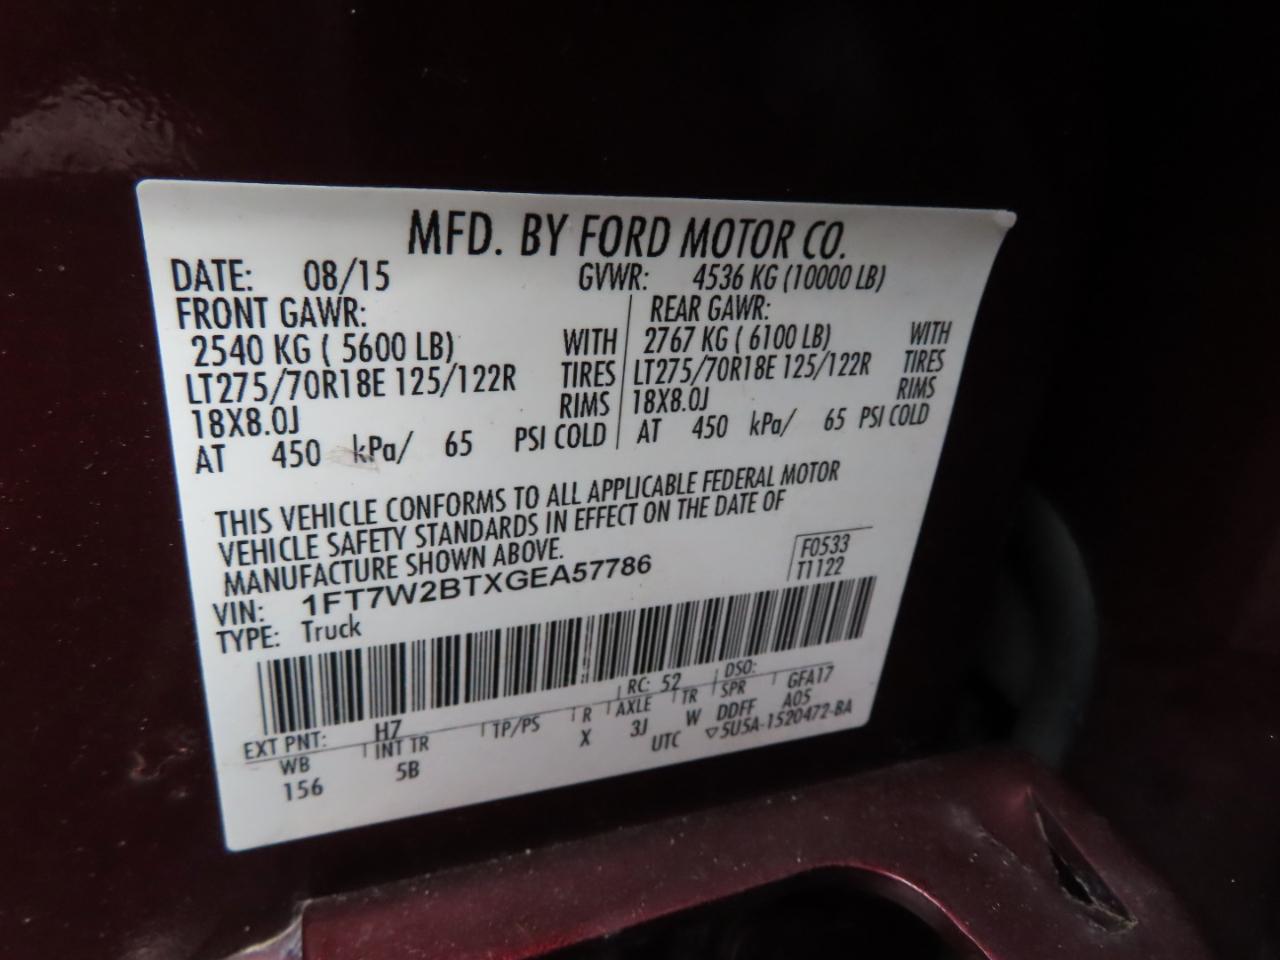 MFD. BY FORD MOTOR CO.
DATE: 08/15 GVWR: 4536 KG (10000 LB)
FRONT GAWR: REAR GAWR:
2540 KG ( 5600 LB) WITH 2767 KG ( 6100 LB) WITH
LT275/70R18E 125/122R TIRES LT275/70R18E 125/122R TIRES
18X8.0J RIMS 18X8.0J RIMS
AT 450 kPa/ 65 PSI COLD AT 450 kPa/ 65 PSI COLD
THIS VEHICLE CONFORMS TO ALL APPLICABLE FEDERAL MOTOR
VEHICLE SAFETY STANDARDS IN EFFECT ON THE DATE OF
MANUFACTURE SHOWN ABOVE.
F0533
VIN: 1FT7W2BTXGEA57786 T1122
TYPE: Truck
EXT PNT: H7 RC: 52 DSO:
WB INT TR TP/PS R AXLE TR SPR GFA17
156 5B X 3J W DDFF A05
UTC ▽5U5A-1520472-BA